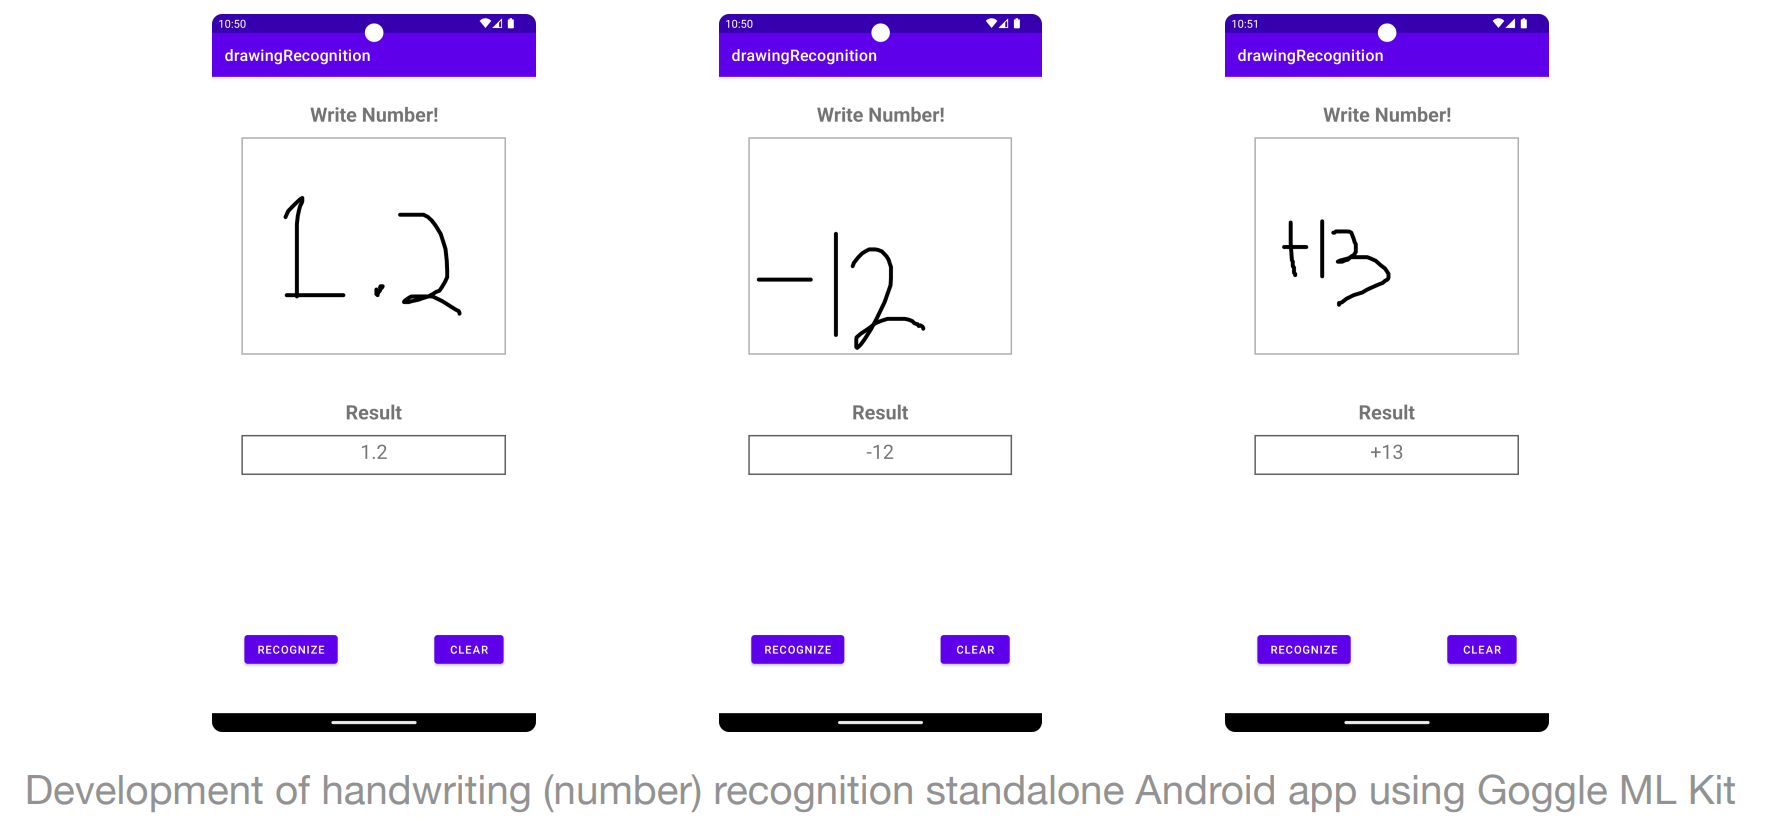 10:50
drawingRecognition
Write Number!
1.2
Result
1.2
RECOGNIZE CLEAR
10:50
drawingRecognition
Write Number!
-12
Result
-12
RECOGNIZE CLEAR
10:51
drawingRecognition
Write Number!
+13
Result
+13
RECOGNIZE CLEAR
Development of handwriting (number) recognition standalone Android app using Goggle ML Kit